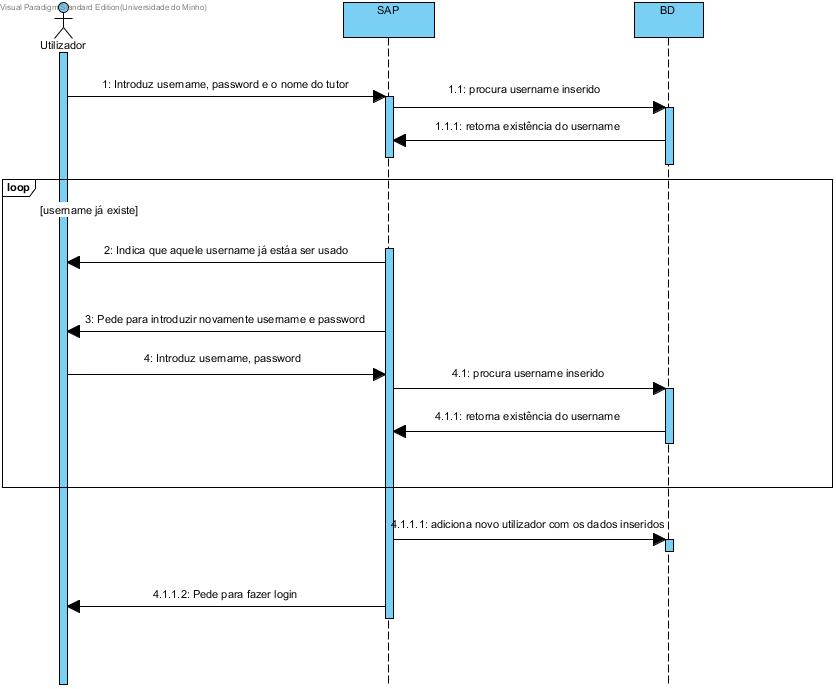 Visual Paradigm Standard Edition(Universidade do Minho)
SAP
BD
Utilizador
1: Introduz username, password e o nome do tutor
1.1: procura username inserido
1.1.1: retorna existência do username
loop
[username já existe]
2: Indica que aquele username já estáa ser usado
3: Pede para introduzir novamente username e password
4: Introduz username, password
4.1: procura username inserido
4.1.1: retorna existência do username
4.1.1.1: adiciona novo utilizador com os dados inseridos
4.1.1.2: Pede para fazer login